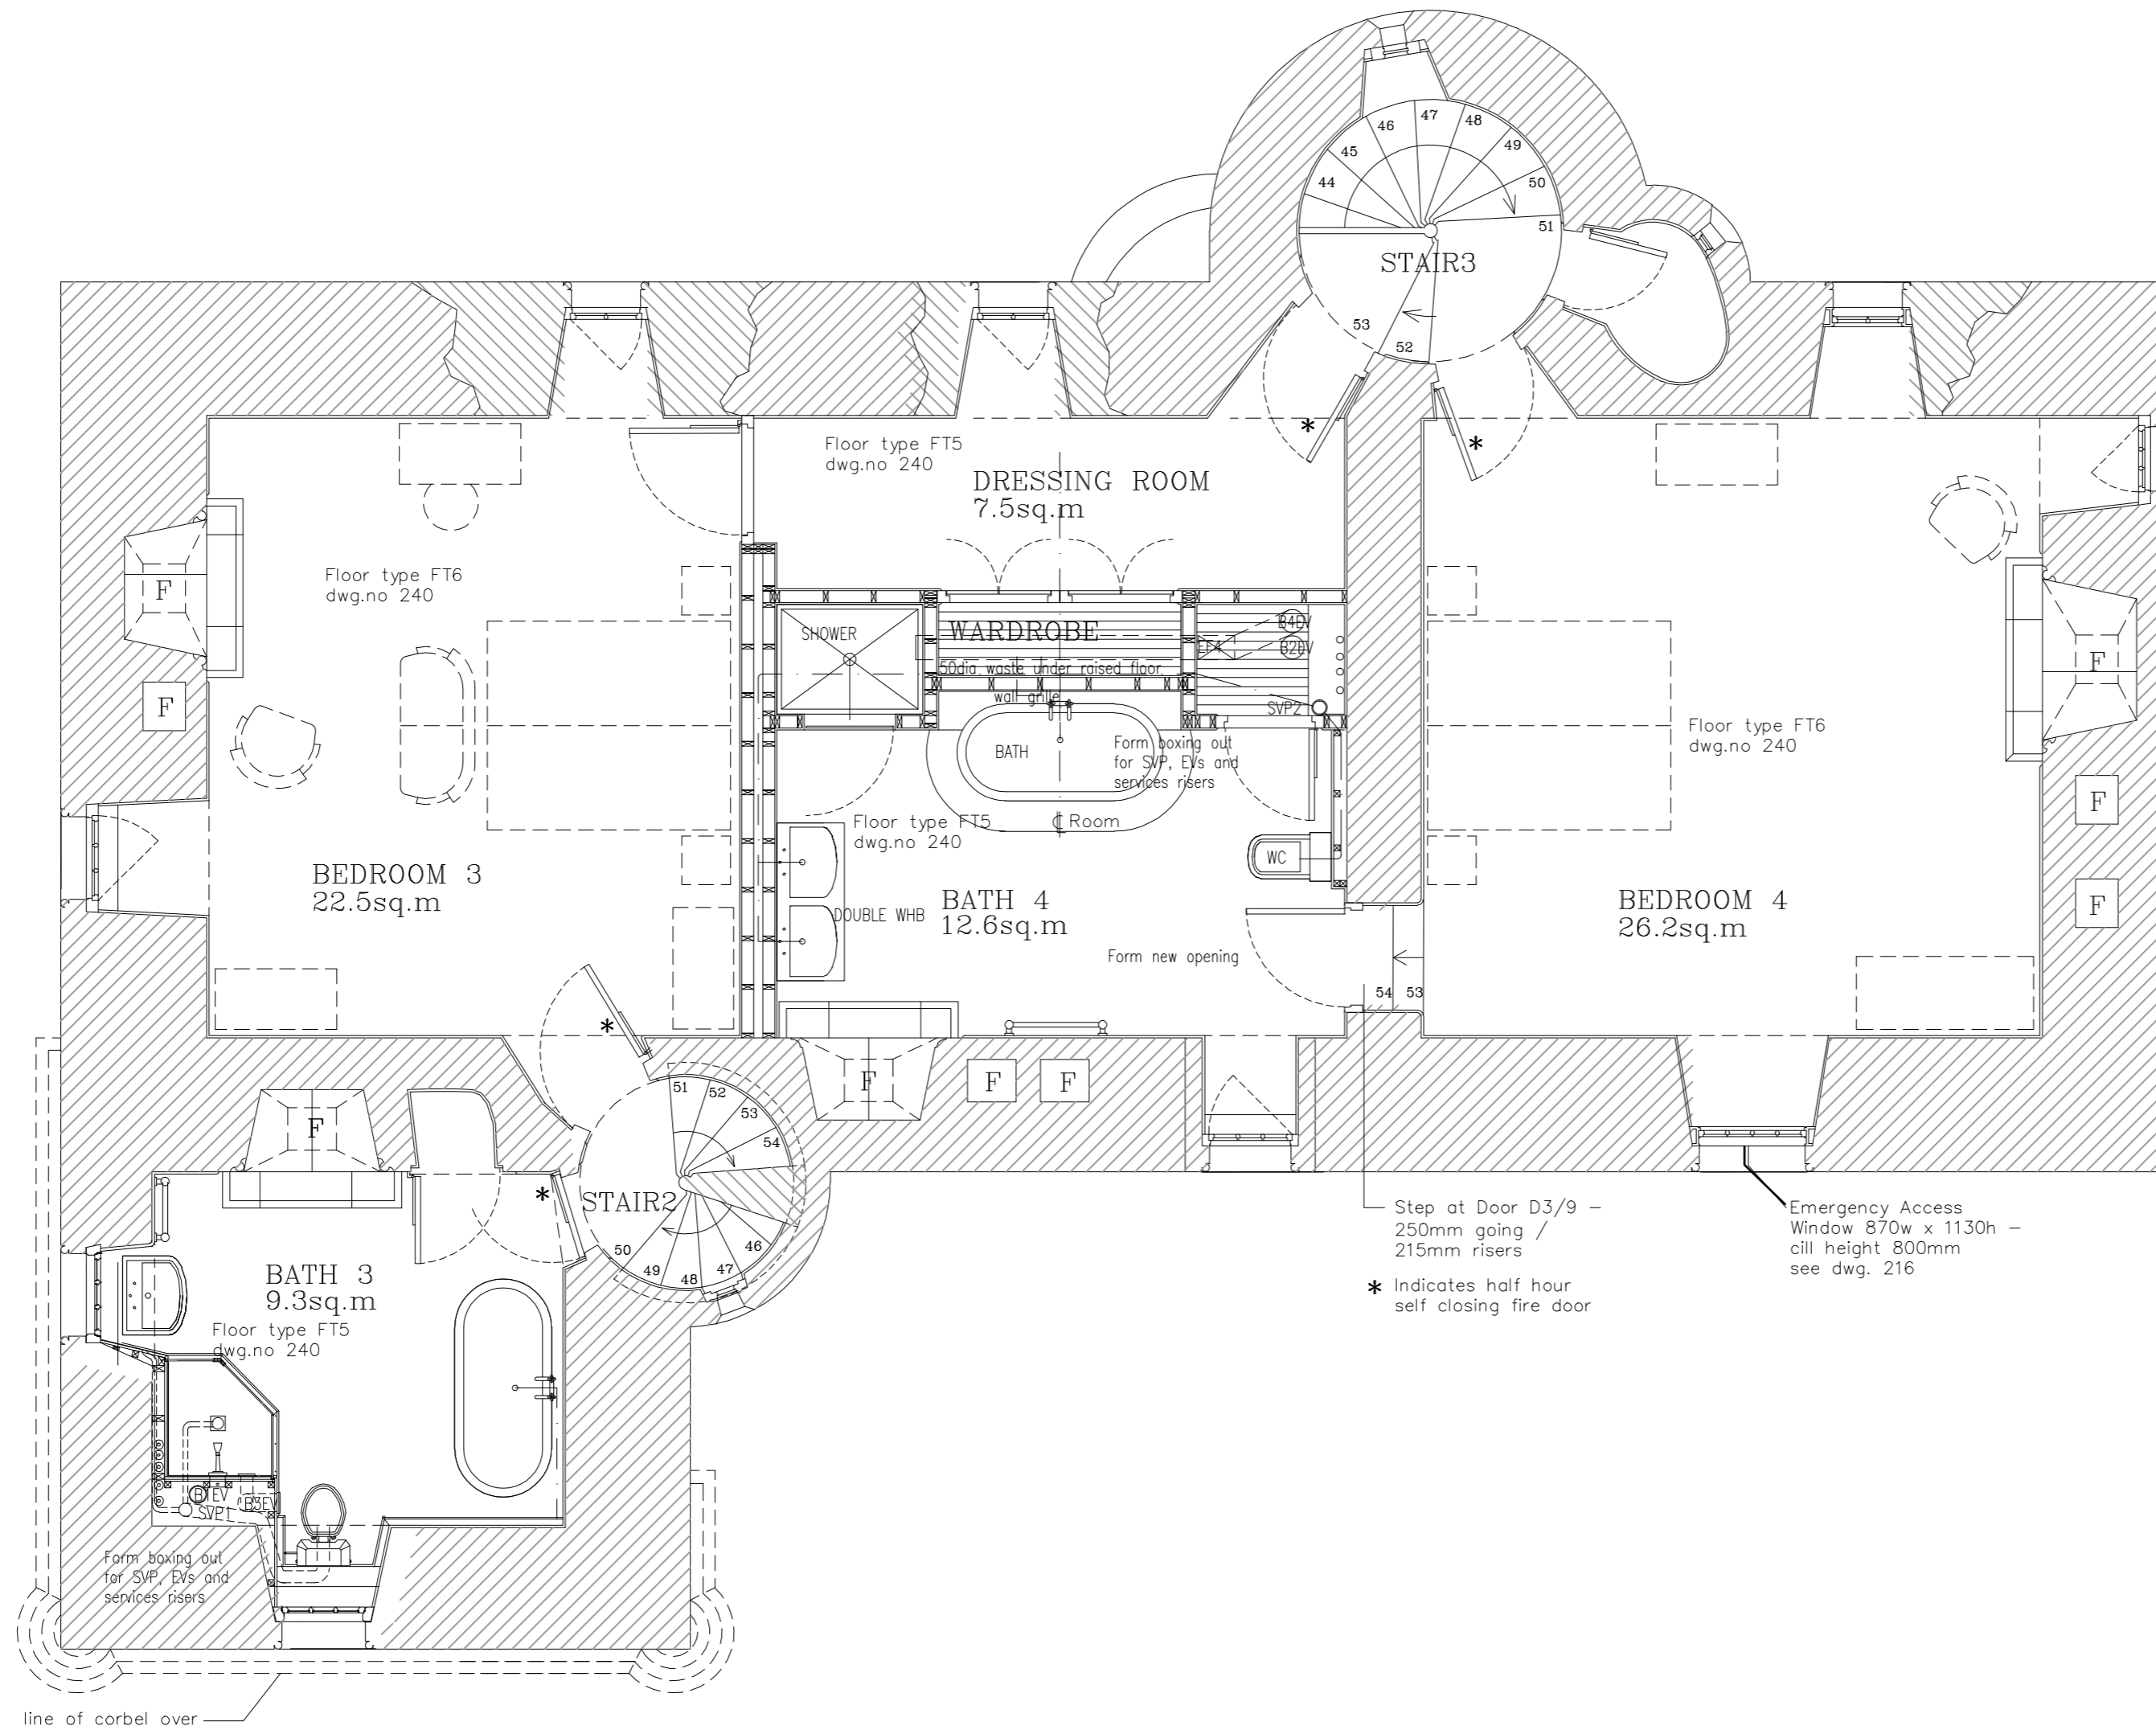 47
46
48
45
49
44
50
51
STAIR3
53
52
*
*
Floor type FT5
dwg.no 240
DRESSING ROOM
7.5sq.m
Floor type FT6
dwg.no 240
F
SHOWER
WARDROBE
B4EV
EF4
B2EV
50dia waste under raised floor
wall grille
SVP2
F
F
BATH
Form boxing out
for SVP, EVs and
services risers
Floor type FT6
dwg.no 240
Floor type FT5
dwg.no 240
℄ Room
F
WC
BEDROOM 3
22.5sq.m
DOUBLE WHB
BATH 4
12.6sq.m
BEDROOM 4
26.2sq.m
F
Form new opening
54
53
*
F
F
F
51
52
53
54
F
*
STAIR2
50
49
48
47
46
Step at Door D3/9 –
250mm going /
215mm risers
* Indicates half hour
self closing fire door
Emergency Access
Window 870w x 1130h –
cill height 800mm
see dwg. 216
BATH 3
9.3sq.m
Floor type FT5
dwg.no 240
B1EV
SVP1
B3EV
Form boxing out
for SVP, EVs and
services risers
line of corbel over